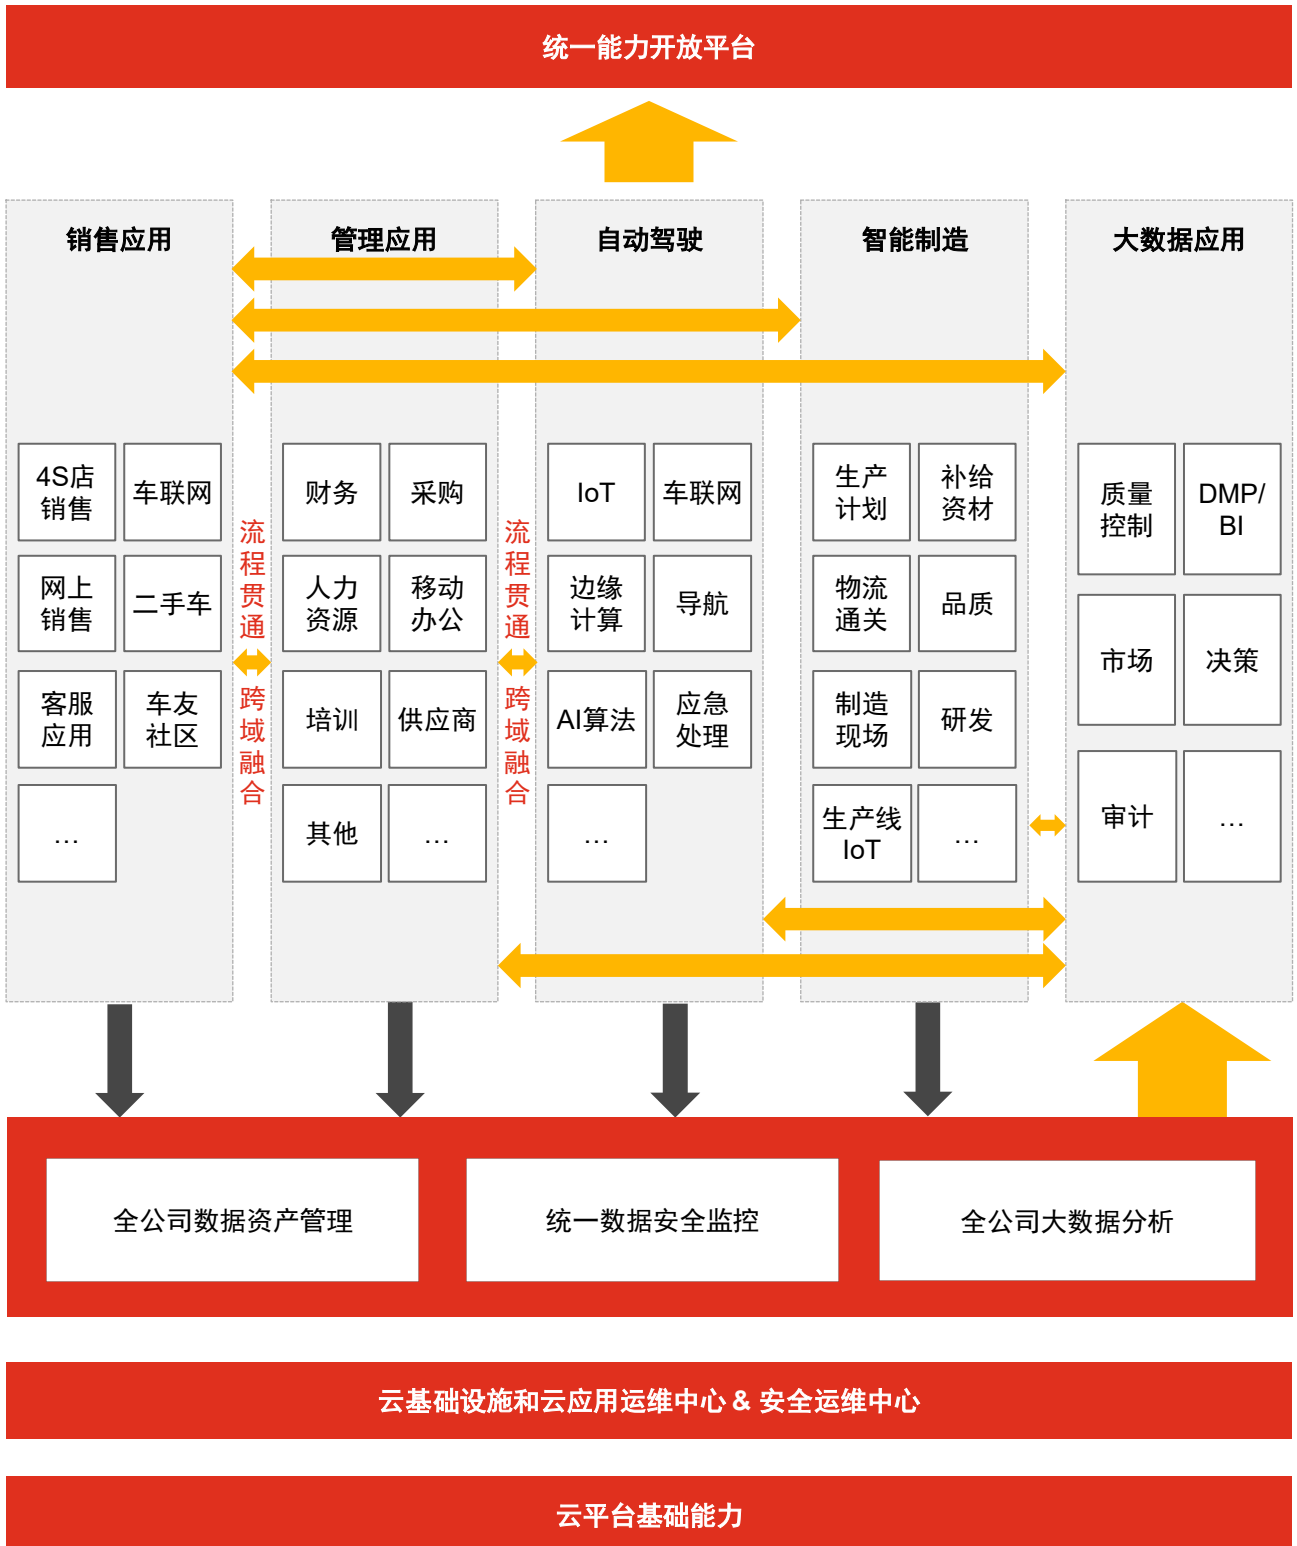 统一能力开放平台
销售应用
管理应用
自动驾驶
智能制造
大数据应用
4S店
销售
车联网
网上
销售
二手车
客服
应用
车友
社区
…
流
程
贯
通
跨
域
融
合
财务
采购
人力
资源
移动
办公
培训
供应商
其他
…
流
程
贯
通
跨
域
融
合
IoT
车联网
边缘
计算
导航
AI算法
应急
处理
…
生产
计划
补给
资材
物流
通关
品质
制造
现场
研发
生产线
IoT
…
质量
控制
DMP/
BI
市场
决策
审计
…
全公司数据资产管理
统一数据安全监控
全公司大数据分析
云基础设施和云应用运维中心 & 安全运维中心
云平台基础能力